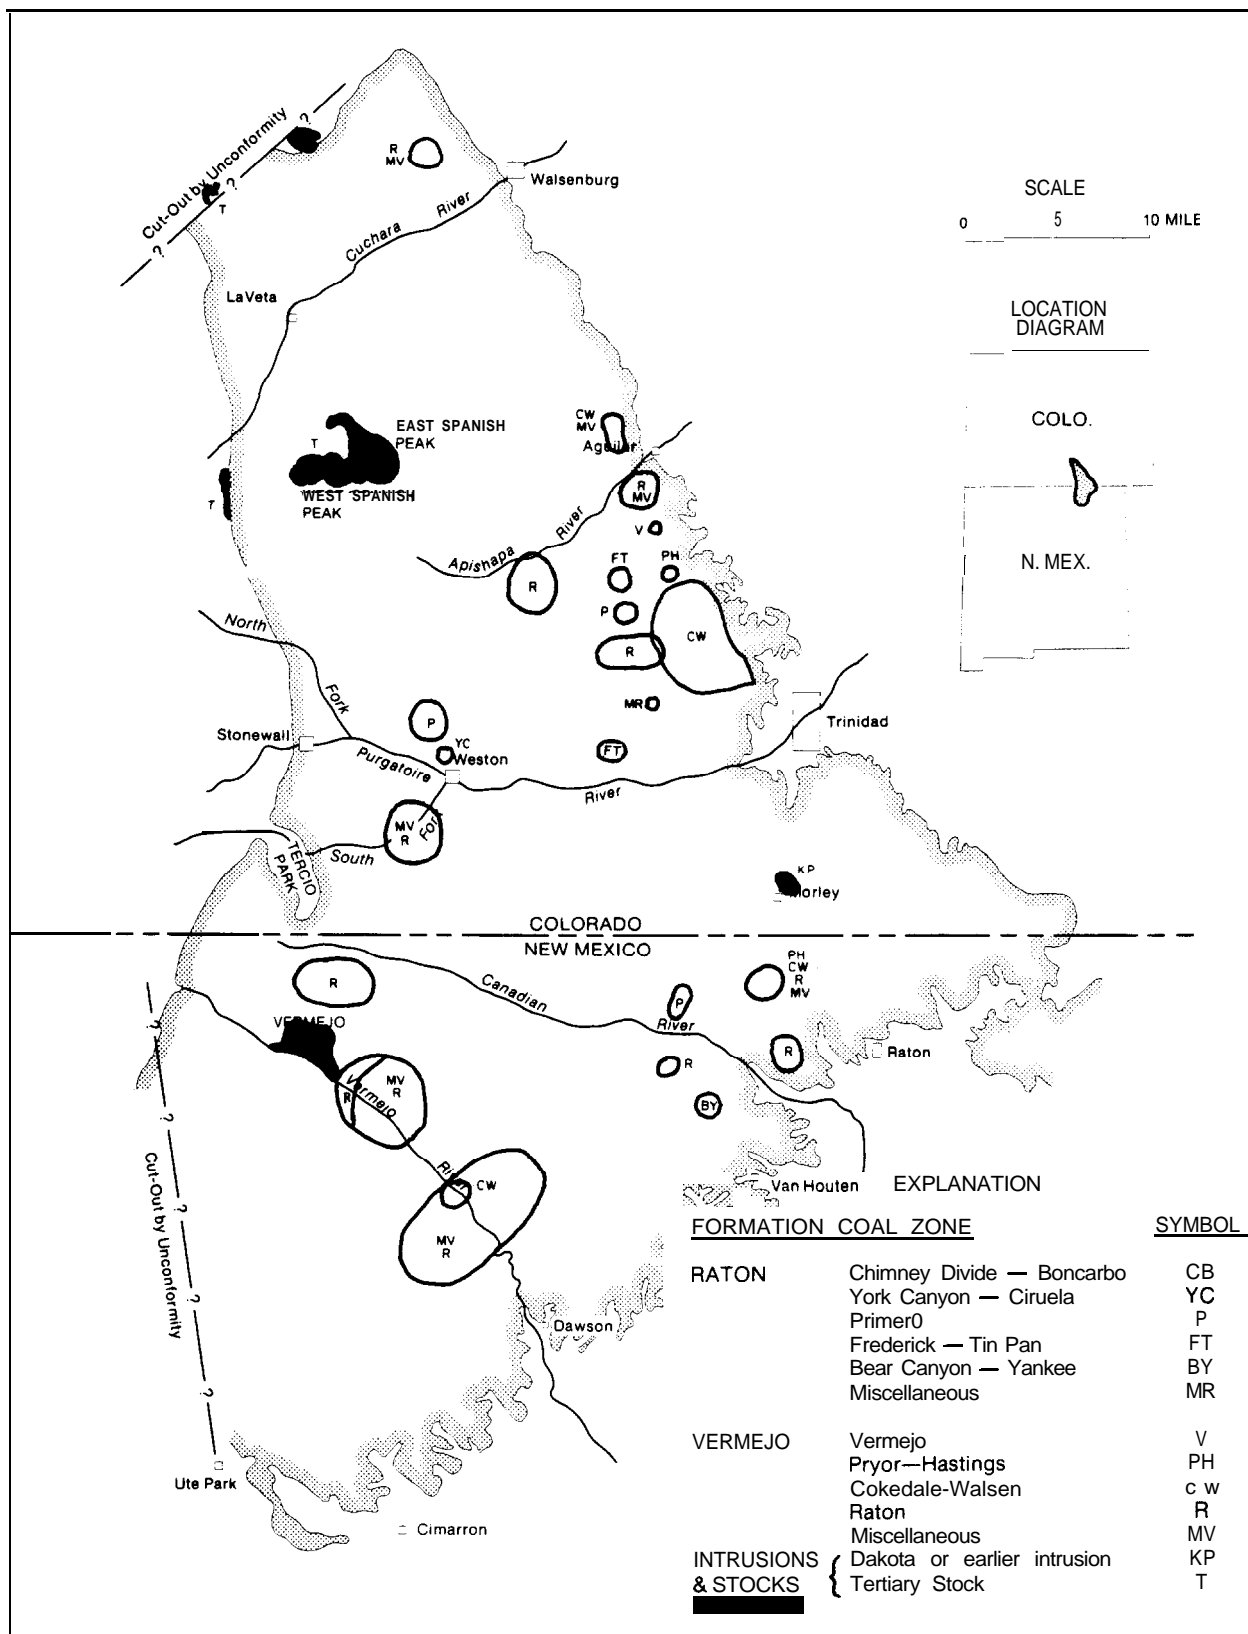 Cut-Out by Unconformity
?
?
?
?
T
R
MV
Walsenburg
Cuchara River
La Veta
SCALE
0 5 10 MILE
LOCATION
DIAGRAM
COLO.
N. MEX.
T
EAST SPANISH
PEAK
WEST SPANISH
PEAK
T
CW
MV
Aguilar
R
MV
V
Apishapa River
FT
PH
R
P
CW
R
MR
North Fork
P
YC
Weston
Stonewall
FT
Trinidad
Purgatoire River
MV
R
South Fork
TERCIO
PARK
KP
Morley
COLORADO
NEW MEXICO
R
PH
CW
R
MV
P
Canadian River
VERMEJO
R
R
Raton
MV
R
R
Vermejo
BY
River
CW
MV
R
?
?
?
?
?
Cut-Out by Unconformity
Van Houten
Dawson
Ute Park
Cimarron
EXPLANATION
FORMATION COAL ZONE SYMBOL
RATON Chimney Divide — Boncarbo CB
York Canyon — Ciruela YC
Primer0 P
Frederick — Tin Pan FT
Bear Canyon — Yankee BY
Miscellaneous MR
VERMEJO Vermejo V
Pryor—Hastings PH
Cokedale-Walsen c w
Raton R
Miscellaneous MV
INTRUSIONS Dakota or earlier intrusion KP
& STOCKS Tertiary Stock T